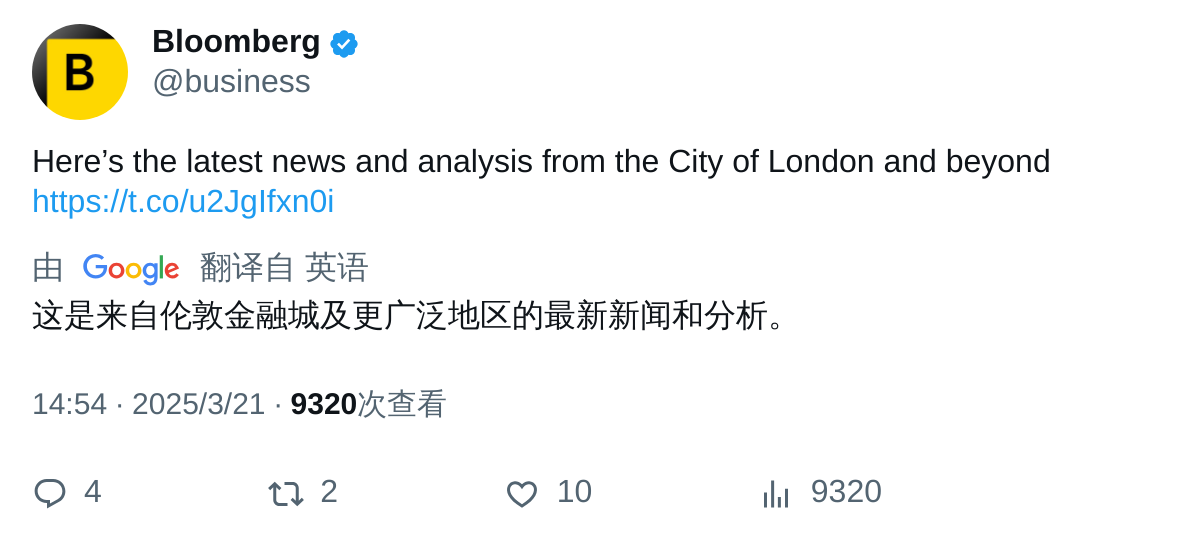 B
Bloomberg
@business
Here’s the latest news and analysis from the City of London and beyond
https://t.co/u2JgIfxn0i
由 Google 翻译自 英语
这是来自伦敦金融城及更广泛地区的最新新闻和分析。
14:54 · 2025/3/21 · 9320次查看
4 2 10 9320